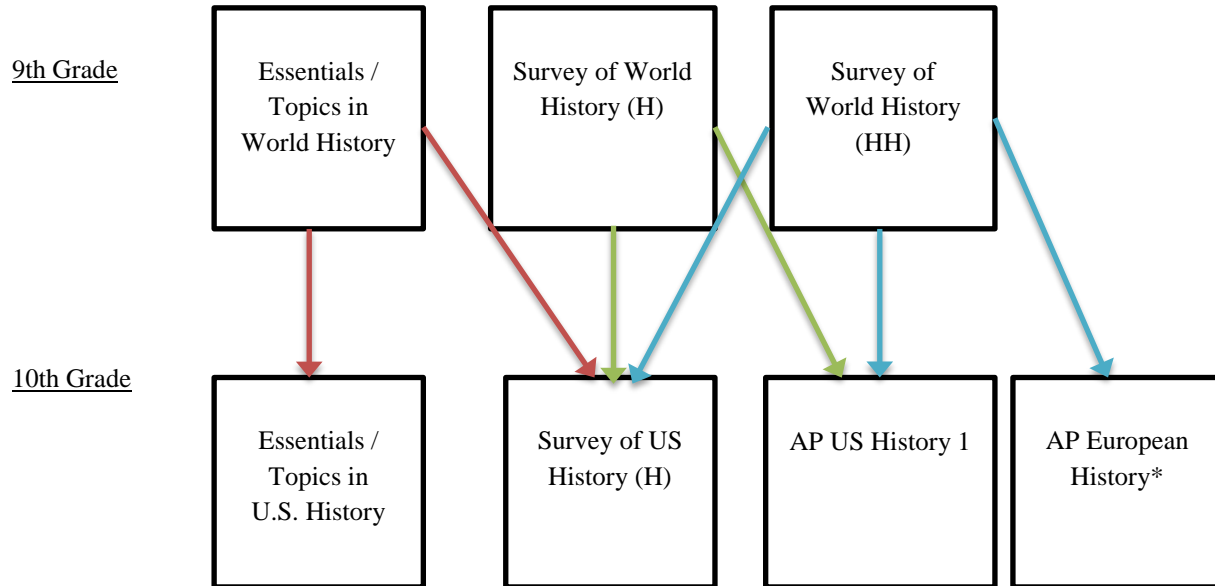 9th Grade
Essentials /
Topics in
World History
Survey of World
History (H)
Survey of
World History
(HH)
10th Grade
Essentials /
Topics in
U.S. History
Survey of US
History (H)
AP US History 1
AP European
History*